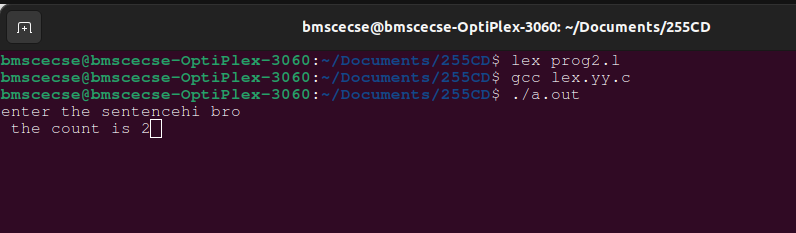 bmscecse@bmscecse-OptiPlex-3060: ~/Documents/255CD
bmscecse@bmscecse-OptiPlex-3060:~/Documents/255CD$ lex prog2.l
bmscecse@bmscecse-OptiPlex-3060:~/Documents/255CD$ gcc lex.yy.c
bmscecse@bmscecse-OptiPlex-3060:~/Documents/255CD$ ./a.out
enter the sentencehi bro
 the count is 2